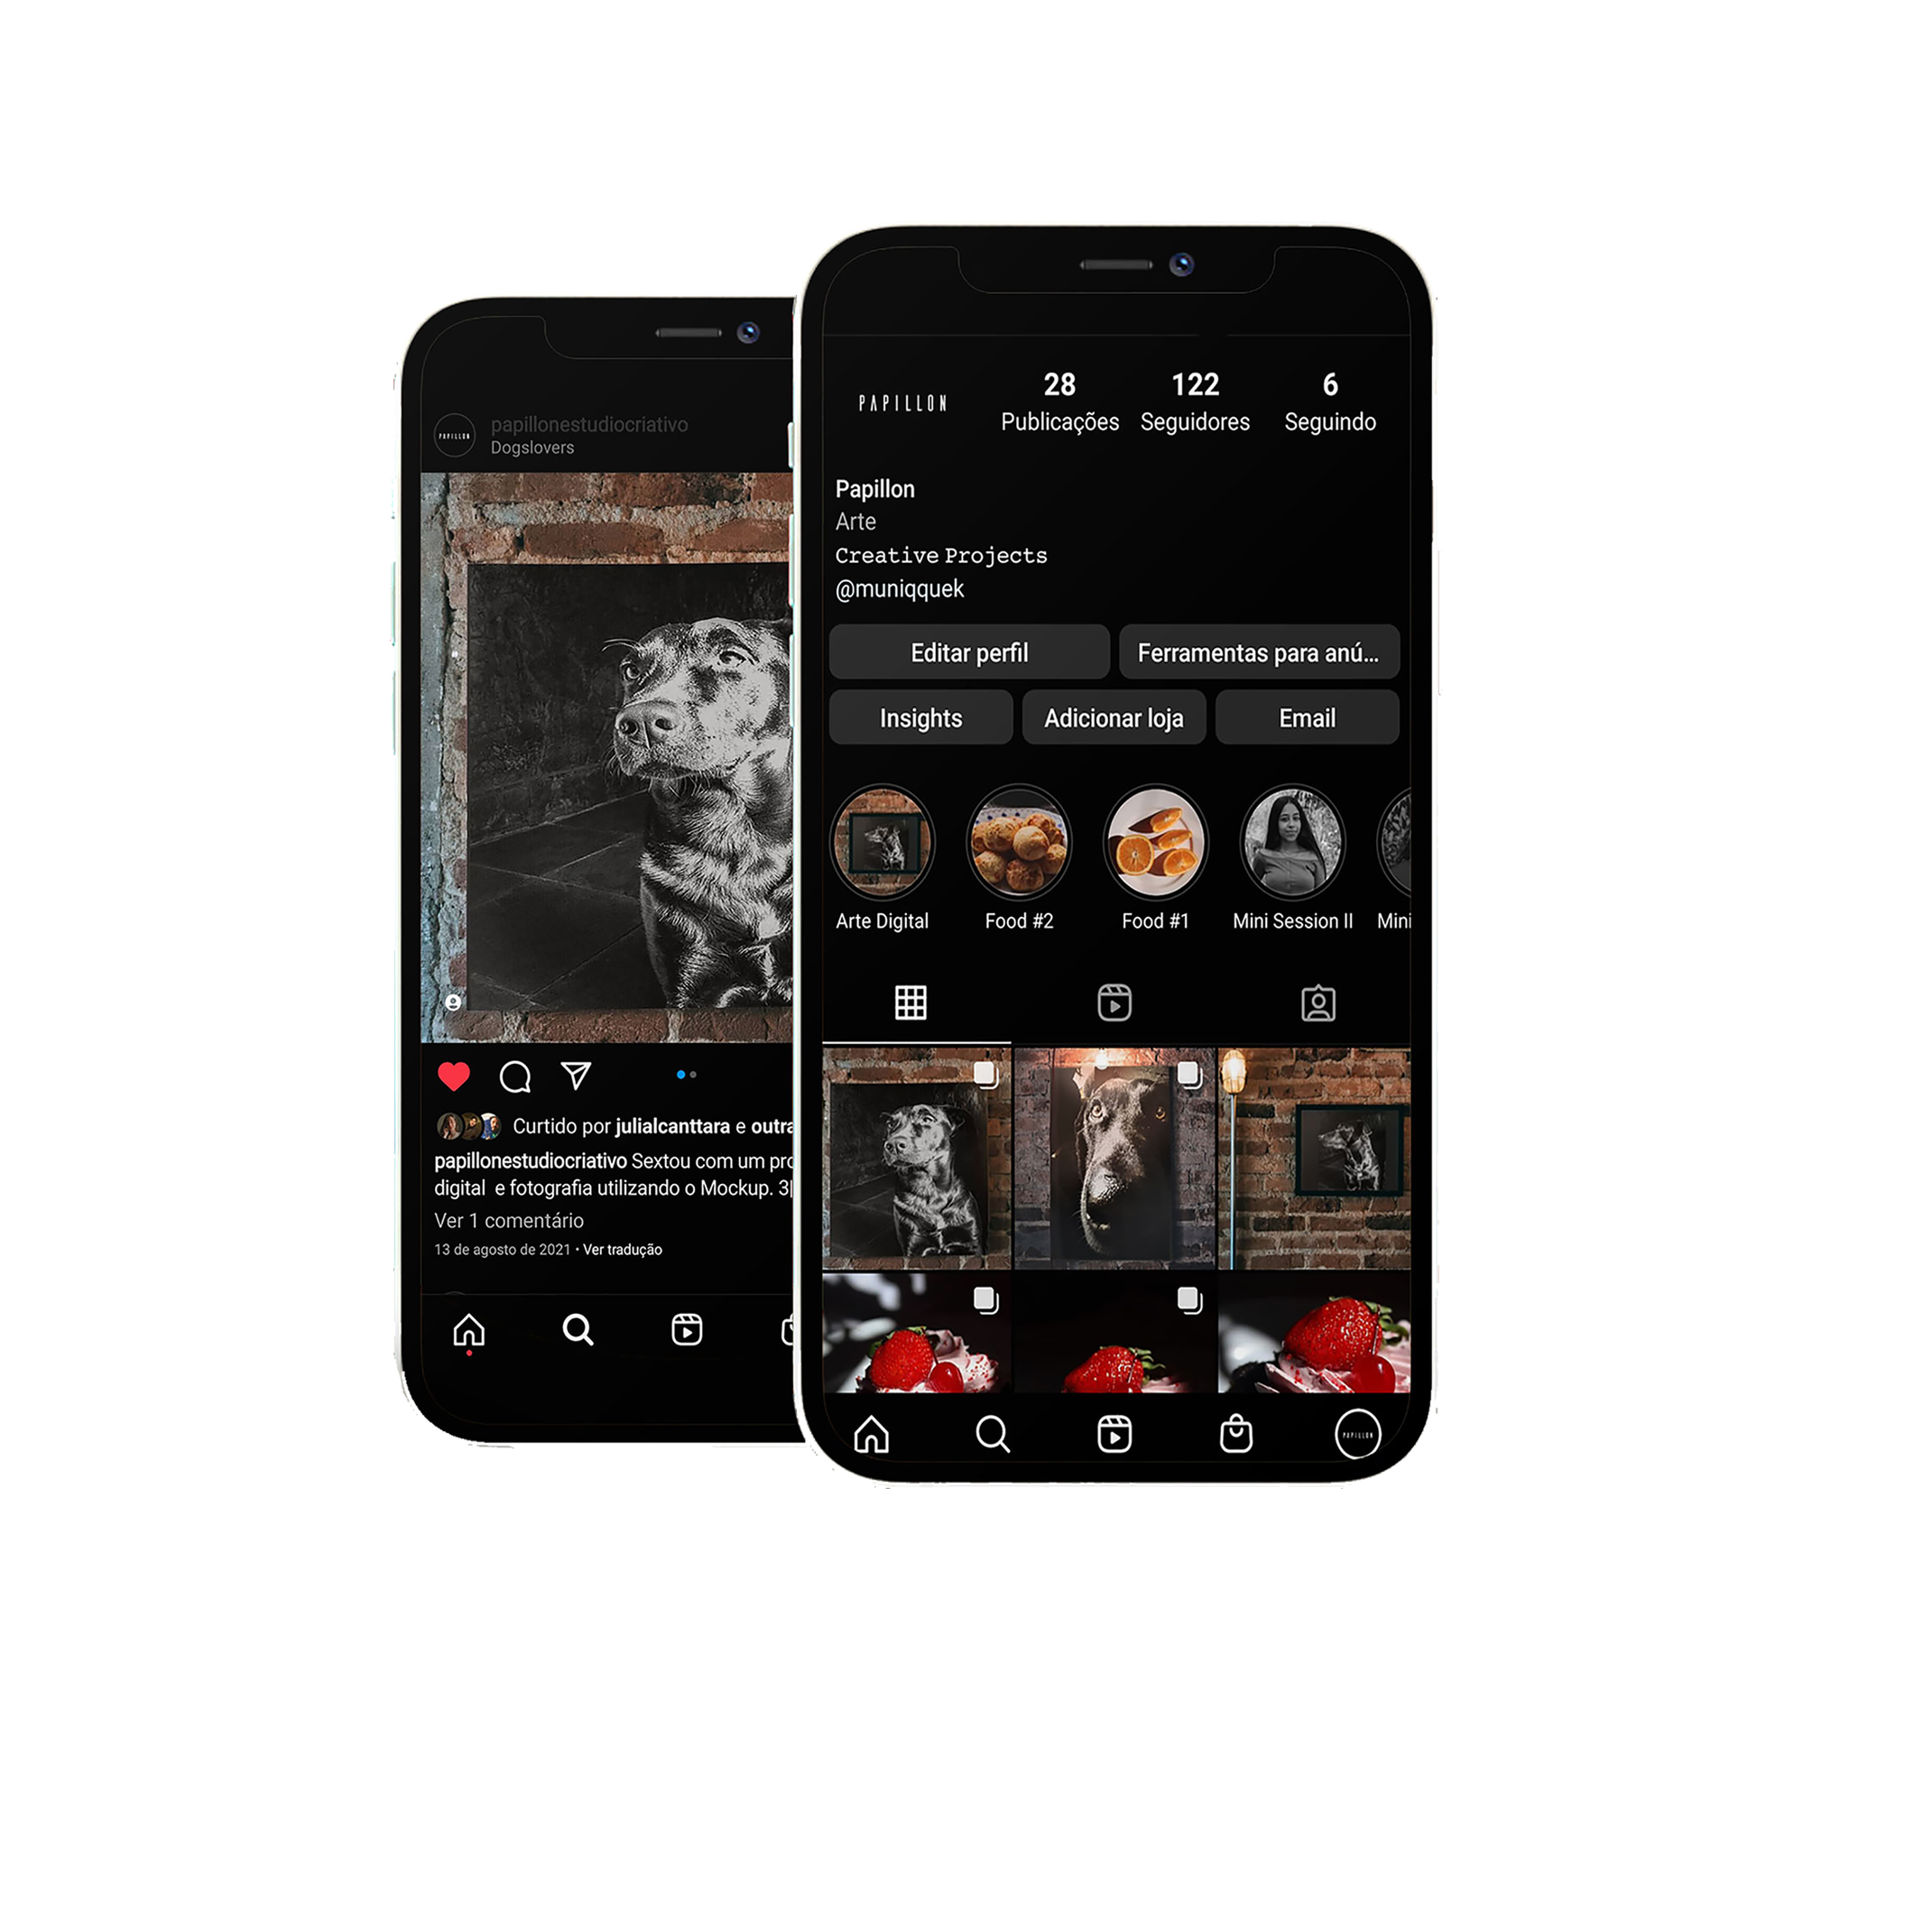 PAPILLON
papillonestudiocriativo
Dogslovers
Curtido por julialcanttara e outra
papillonestudiocriativo Sextou com um pro
digital e fotografia utilizando o Mockup. 3|
Ver 1 comentário
13 de agosto de 2021 • Ver tradução
PAPILLON
28 122 6
Publicações Seguidores Seguindo
Papillon
Arte
Creative Projects
@muniqquek
Editar perfil Ferramentas para anú...
Insights Adicionar loja Email
Arte Digital Food #2 Food #1 Mini Session II Mini
PAPILLON